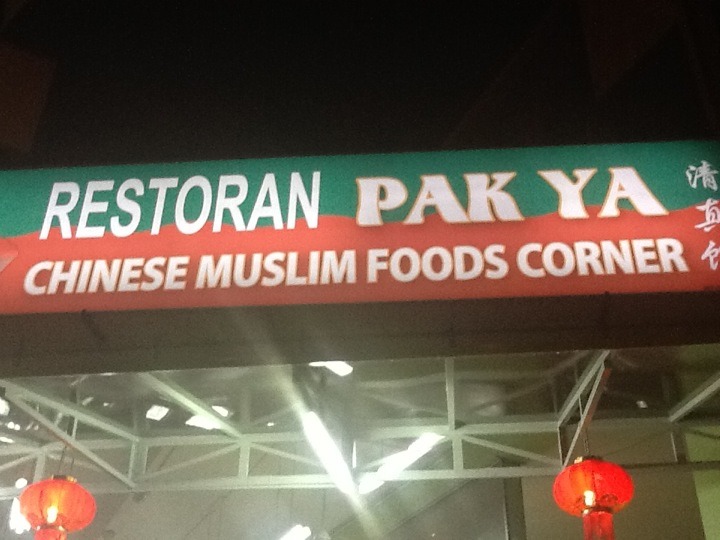 RESTORAN PAK YA
CHINESE MUSLIM FOODS CORNER
清真